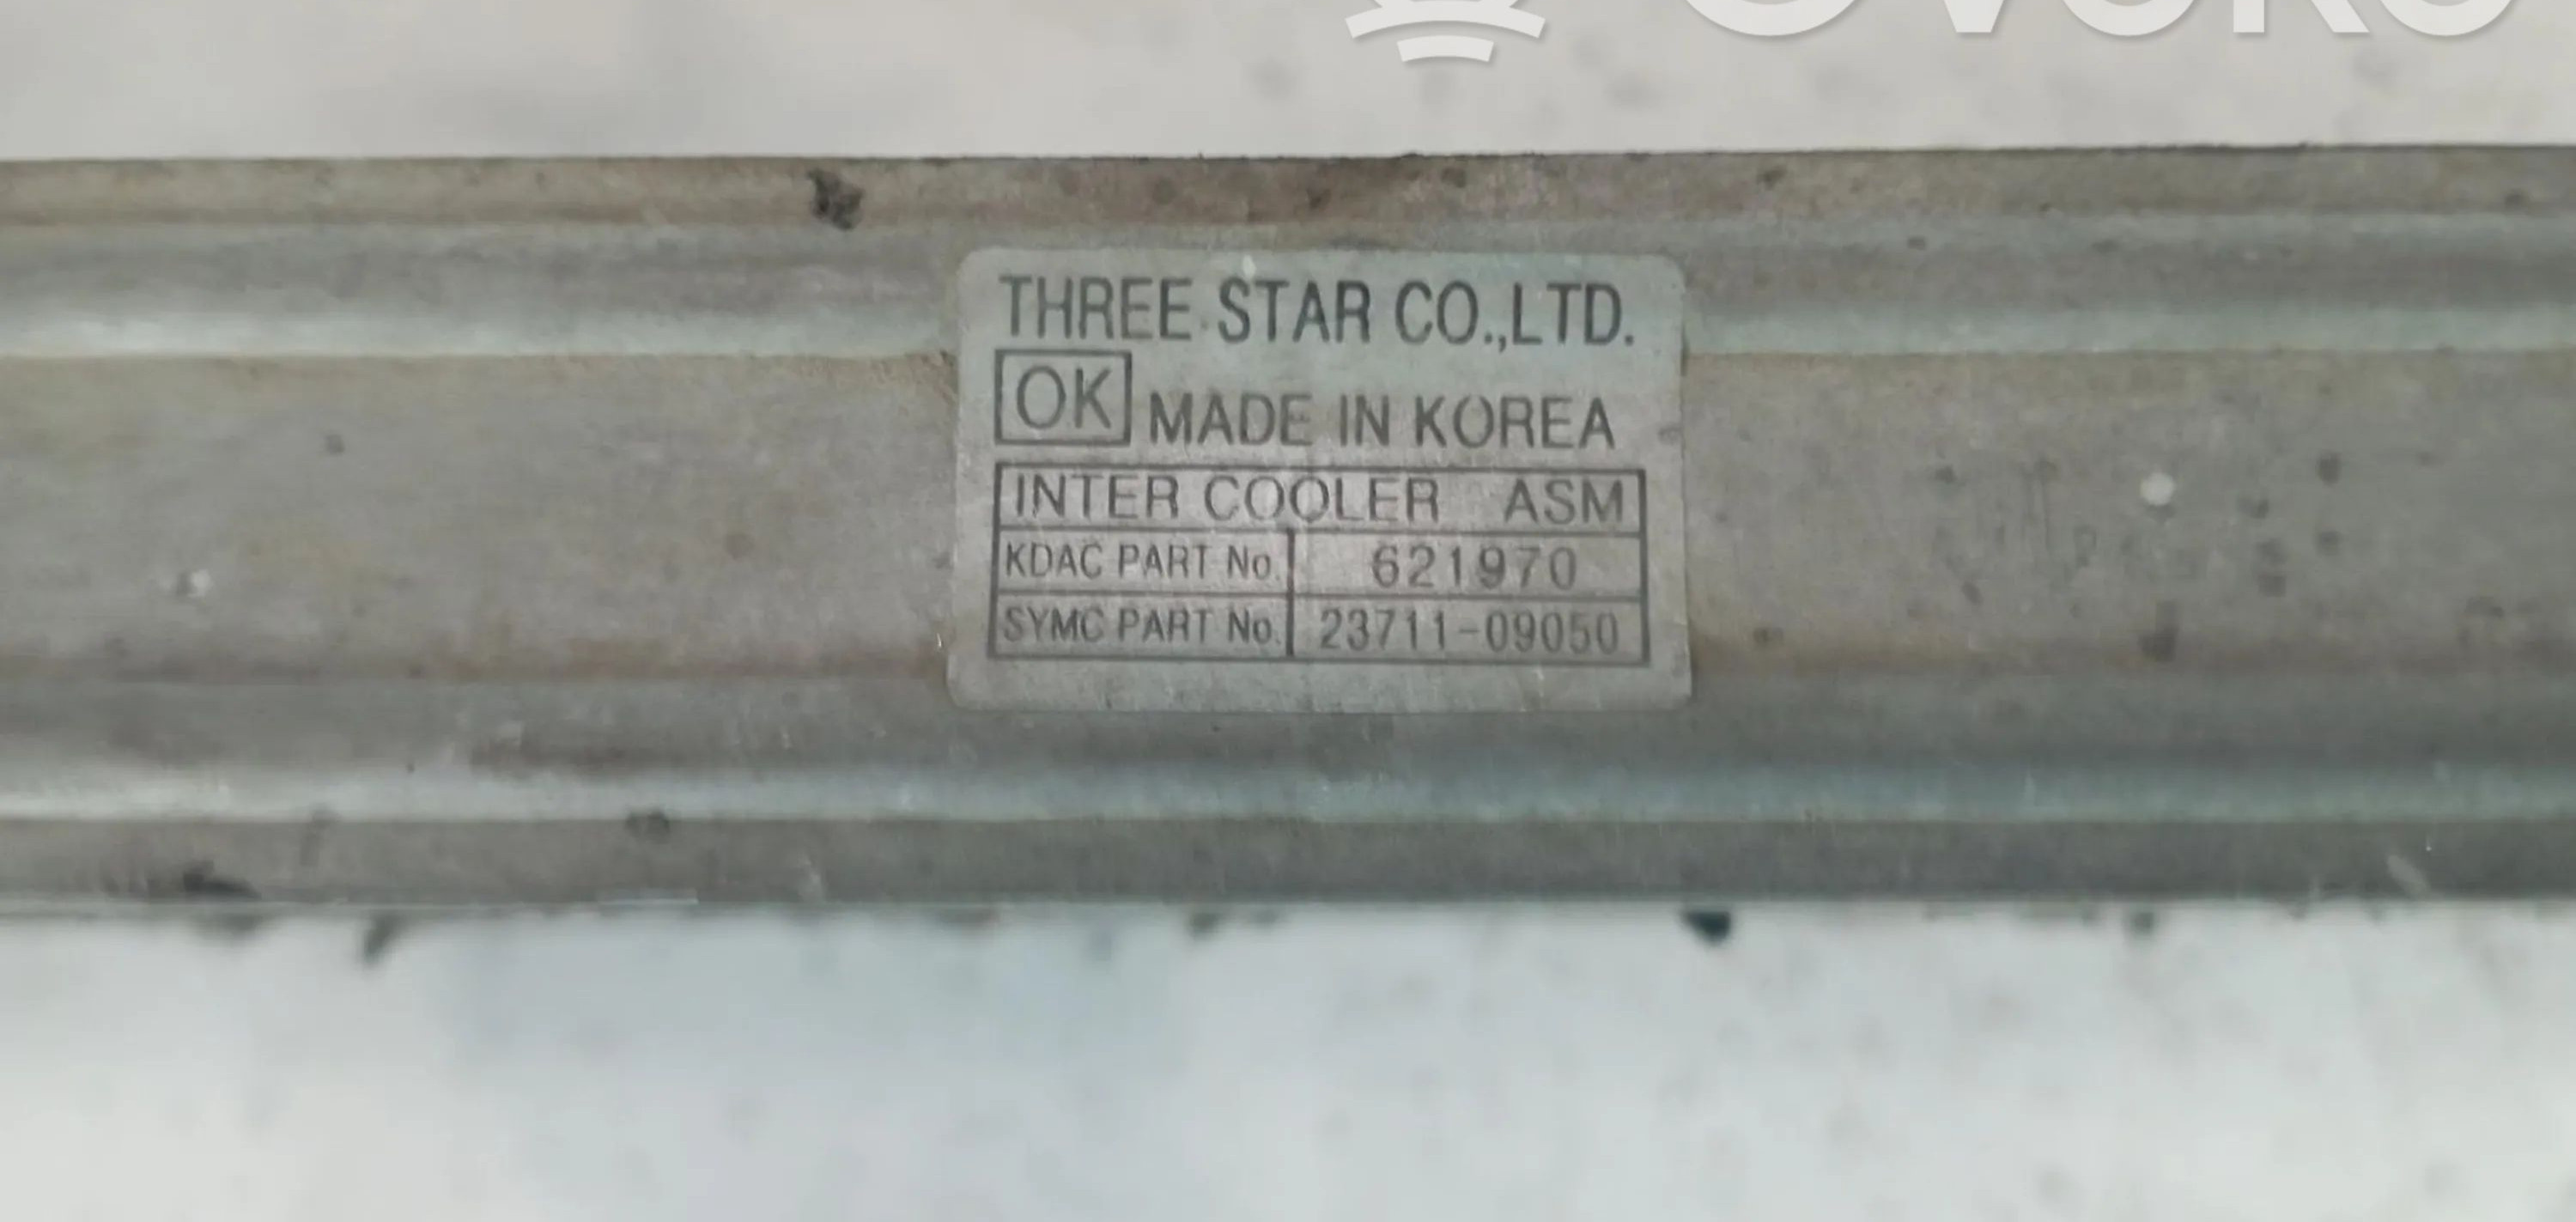 THREE STAR CO.,LTD.
OK MADE IN KOREA
INTER COOLER ASM
KDAC PART No. 621970
SYMC PART No. 23711-09050